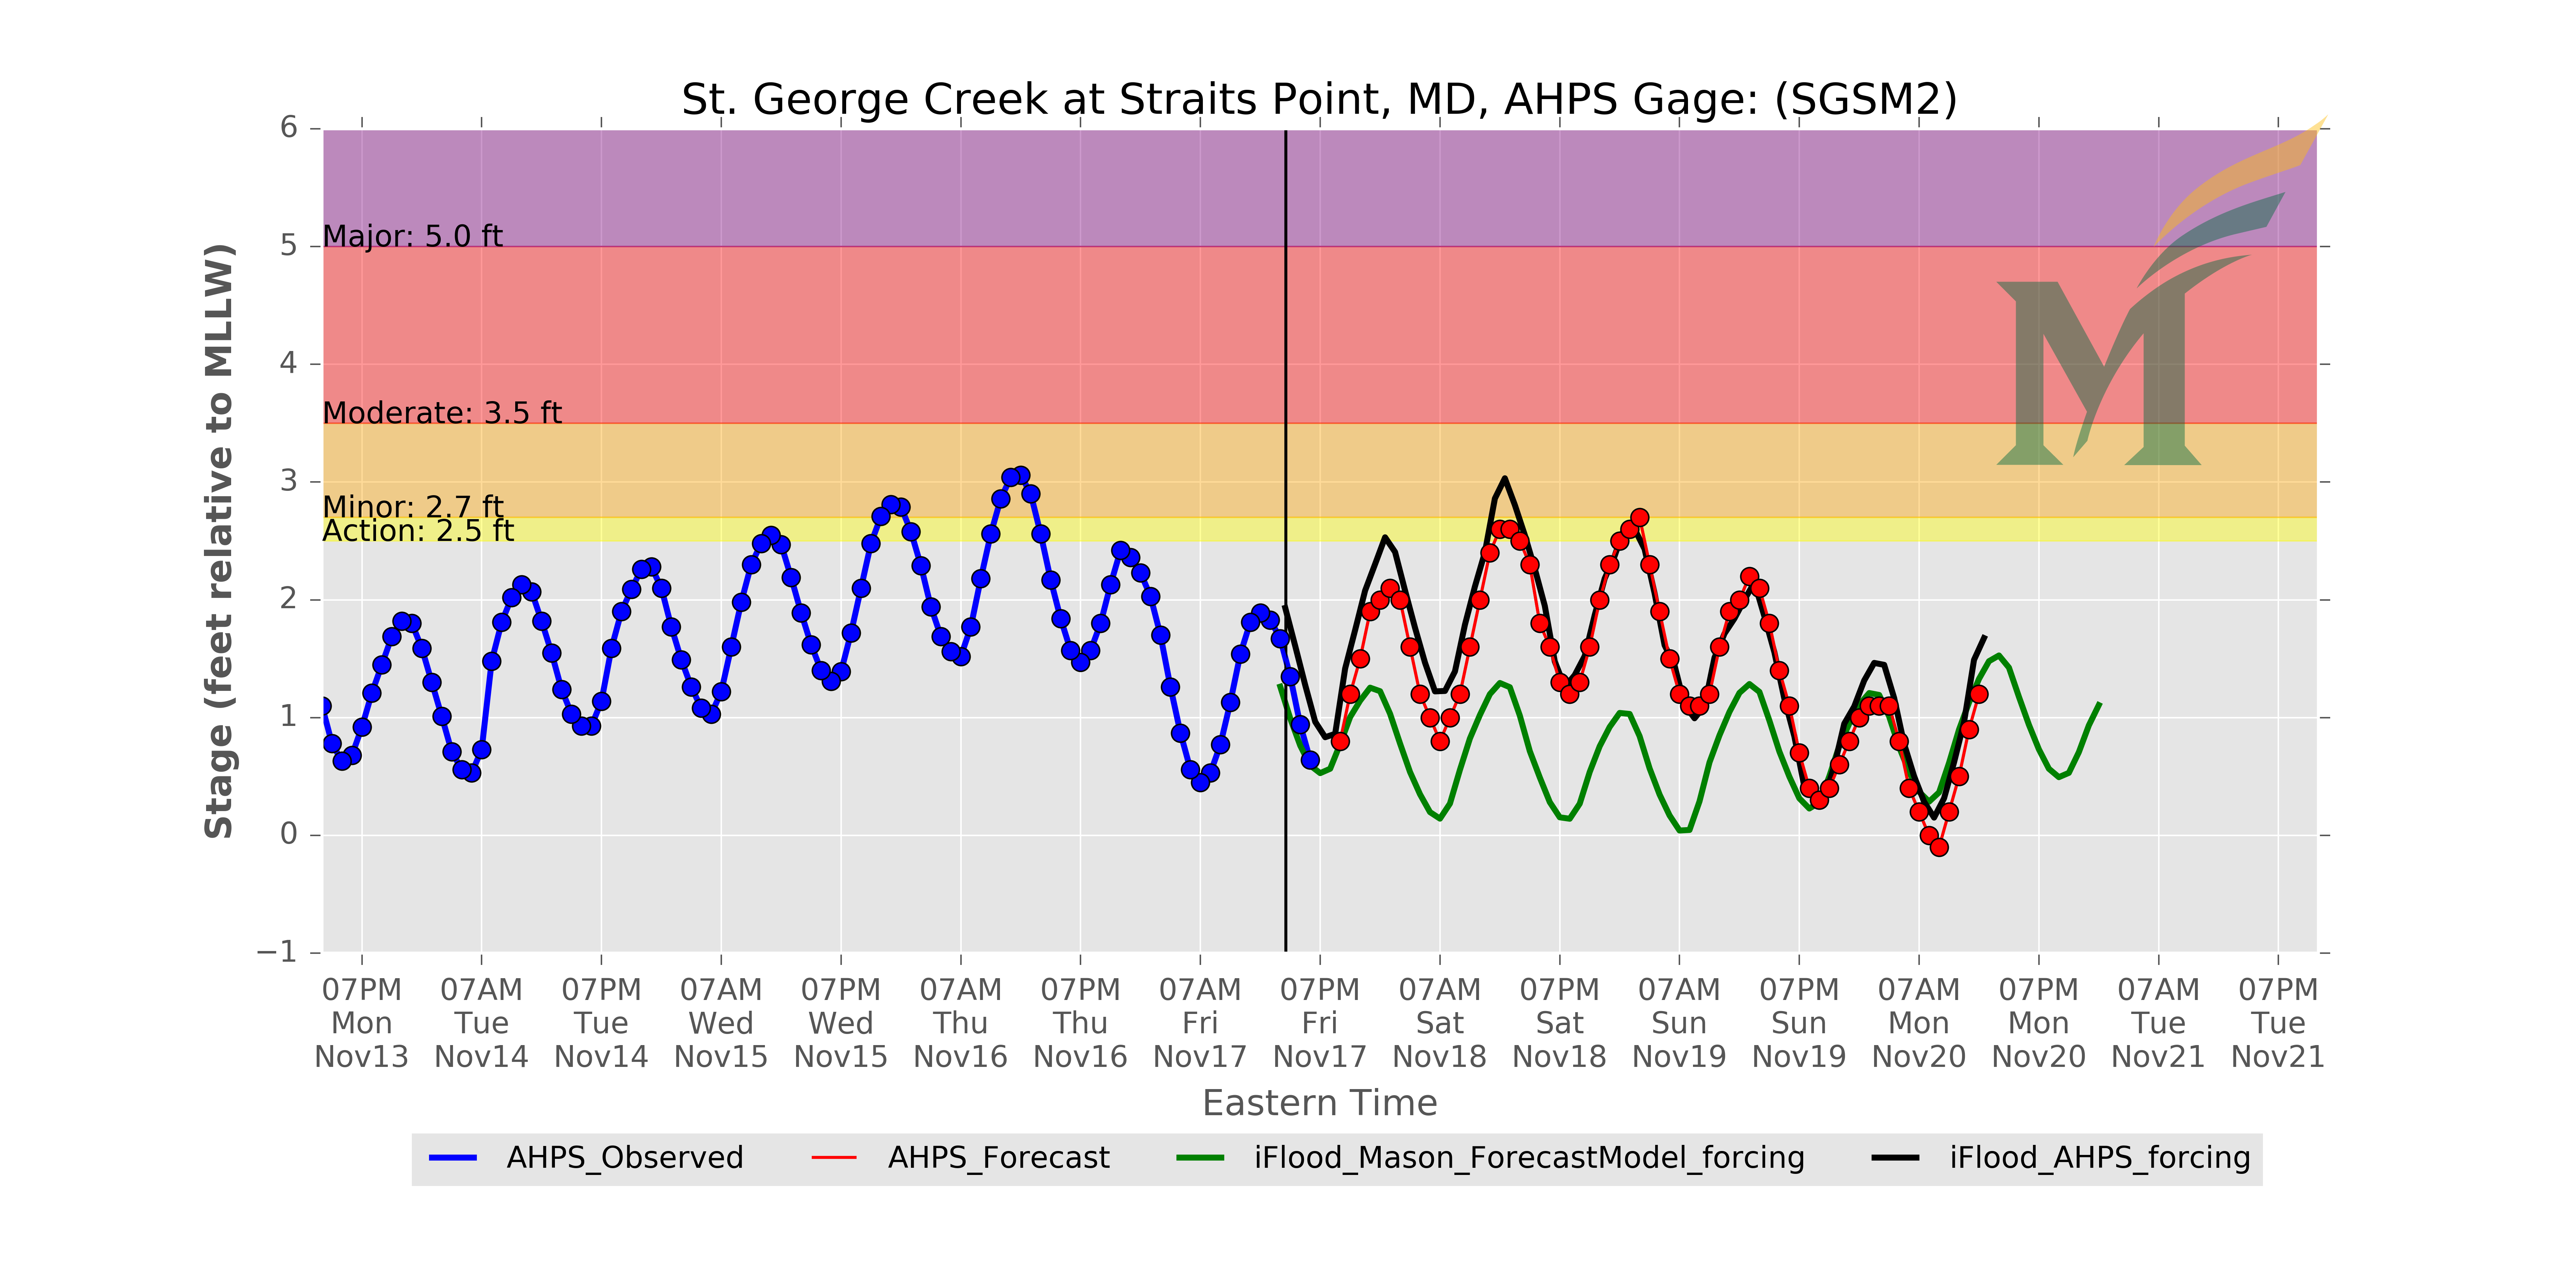 St. George Creek at Straits Point, MD, AHPS Gage: (SGSM2)
Stage (feet relative to MLLW)
6
5
4
3
2
1
0
−1
Major: 5.0 ft
Moderate: 3.5 ft
Minor: 2.7 ft
Action: 2.5 ft
M
07PM 07AM 07PM 07AM 07PM 07AM 07PM 07AM 07PM 07AM 07PM 07AM 07PM 07AM 07PM 07AM 07PM
Mon Tue Tue Wed Wed Thu Thu Fri Fri Sat Sat Sun Sun Mon Mon Tue Tue
Nov13 Nov14 Nov14 Nov15 Nov15 Nov16 Nov16 Nov17 Nov17 Nov18 Nov18 Nov19 Nov19 Nov20 Nov20 Nov21 Nov21
Eastern Time
AHPS_Observed AHPS_Forecast iFlood_Mason_ForecastModel_forcing iFlood_AHPS_forcing